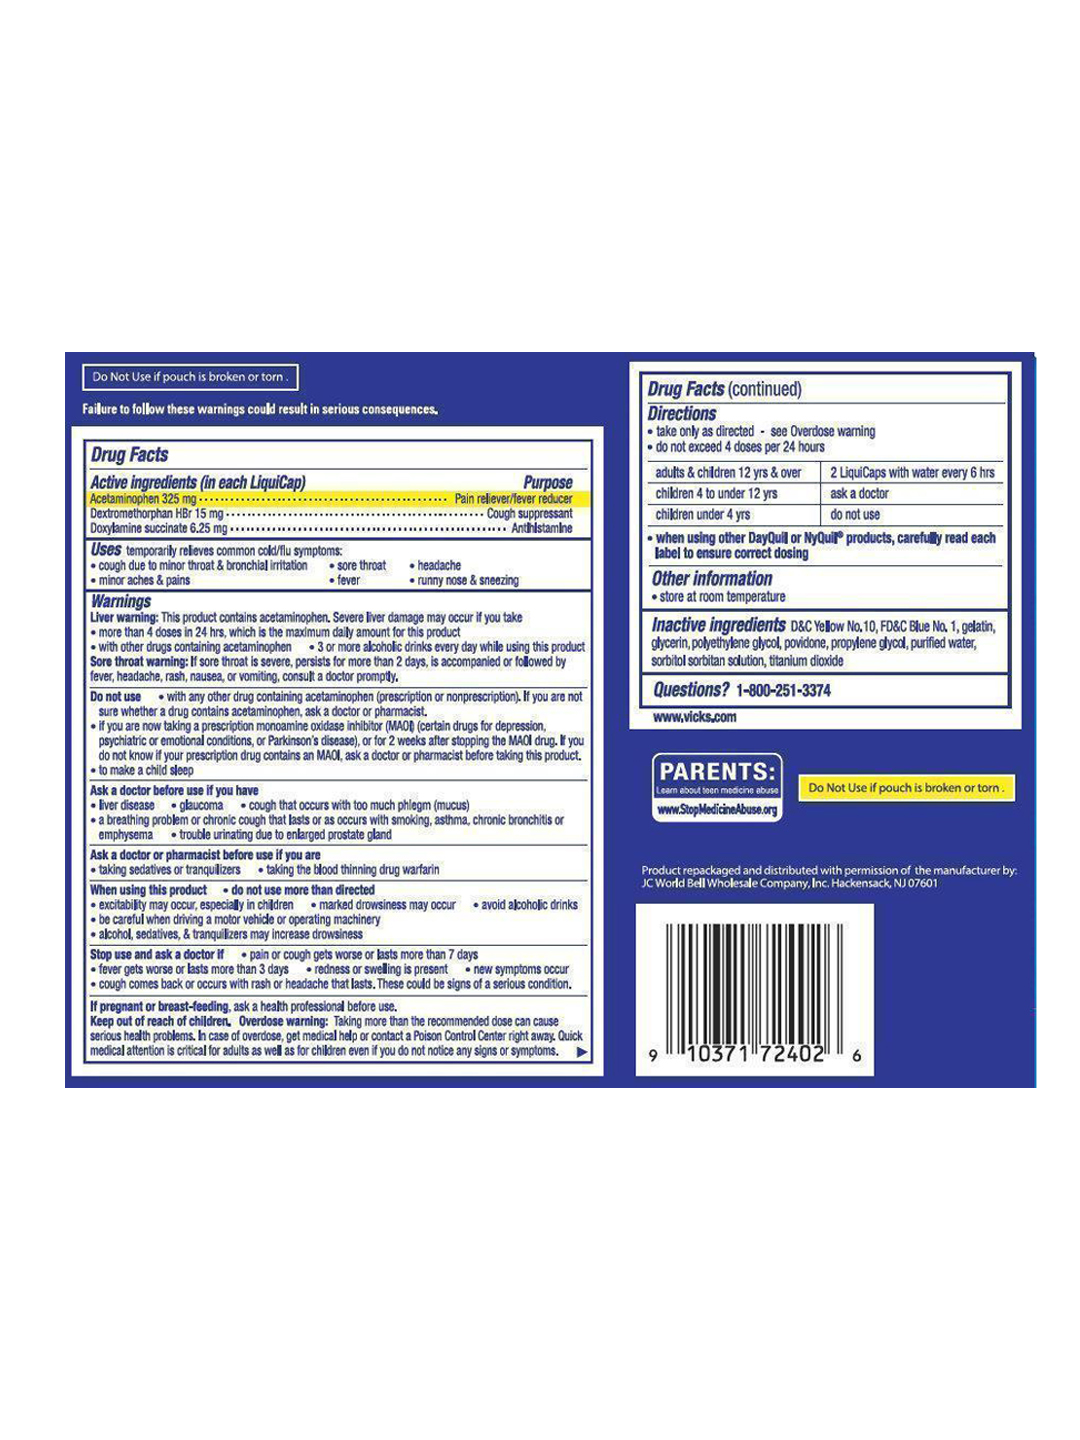 Do Not Use if pouch is broken or torn .
Failure to follow these warnings could result in serious consequences.
Drug Facts
Active ingredients (in each LiquiCap) Purpose
Acetaminophen 325 mg Pain reliever/fever reducer
Dextromethorphan HBr 15 mg Cough suppressant
Doxylamine succinate 6.25 mg Antihistamine
Uses temporarily relieves common cold/flu symptoms:
• cough due to minor throat & bronchial irritation • sore throat • headache
• minor aches & pains • fever • runny nose & sneezing
Warnings
Liver warning: This product contains acetaminophen. Severe liver damage may occur if you take
• more than 4 doses in 24 hrs, which is the maximum daily amount for this product
• with other drugs containing acetaminophen • 3 or more alcoholic drinks every day while using this product
Sore throat warning: If sore throat is severe, persists for more than 2 days, is accompanied or followed by
fever, headache, rash, nausea, or vomiting, consult a doctor promptly.
Do not use • with any other drug containing acetaminophen (prescription or nonprescription). If you are not
sure whether a drug contains acetaminophen, ask a doctor or pharmacist.
• if you are now taking a prescription monoamine oxidase inhibitor (MAOI) (certain drugs for depression,
psychiatric or emotional conditions, or Parkinson's disease), or for 2 weeks after stopping the MAOI drug. If you
do not know if your prescription drug contains an MAOI, ask a doctor or pharmacist before taking this product.
• to make a child sleep
Ask a doctor before use if you have
• liver disease • glaucoma • cough that occurs with too much phlegm (mucus)
• a breathing problem or chronic cough that lasts or as occurs with smoking, asthma, chronic bronchitis or
emphysema • trouble urinating due to enlarged prostate gland
Ask a doctor or pharmacist before use if you are
• taking sedatives or tranquilizers • taking the blood thinning drug warfarin
When using this product • do not use more than directed
• excitability may occur, especially in children • marked drowsiness may occur • avoid alcoholic drinks
• be careful when driving a motor vehicle or operating machinery
• alcohol, sedatives, & tranquilizers may increase drowsiness
Stop use and ask a doctor if • pain or cough gets worse or lasts more than 7 days
• fever gets worse or lasts more than 3 days • redness or swelling is present • new symptoms occur
• cough comes back or occurs with rash or headache that lasts. These could be signs of a serious condition.
If pregnant or breast-feeding, ask a health professional before use.
Keep out of reach of children. Overdose warning: Taking more than the recommended dose can cause
serious health problems. In case of overdose, get medical help or contact a Poison Control Center right away. Quick
medical attention is critical for adults as well as for children even if you do not notice any signs or symptoms.
Drug Facts (continued)
Directions
• take only as directed - see Overdose warning
• do not exceed 4 doses per 24 hours
adults & children 12 yrs & over 2 LiquiCaps with water every 6 hrs
children 4 to under 12 yrs ask a doctor
children under 4 yrs do not use
• when using other DayQuil or NyQuil® products, carefully read each
label to ensure correct dosing
Other information
• store at room temperature
Inactive ingredients D&C Yellow No. 10, FD&C Blue No. 1, gelatin,
glycerin, polyethylene glycol, povidone, propylene glycol, purified water,
sorbitol sorbitan solution, titanium dioxide
Questions? 1-800-251-3374
www.vicks.com
PARENTS:
Learn about teen medicine abuse
www.StopMedicineAbuse.org
Do Not Use if pouch is broken or torn .
Product repackaged and distributed with permission of the manufacturer by:
JC World Bell Wholesale Company, Inc. Hackensack, NJ 07601
9 10371 72402 6